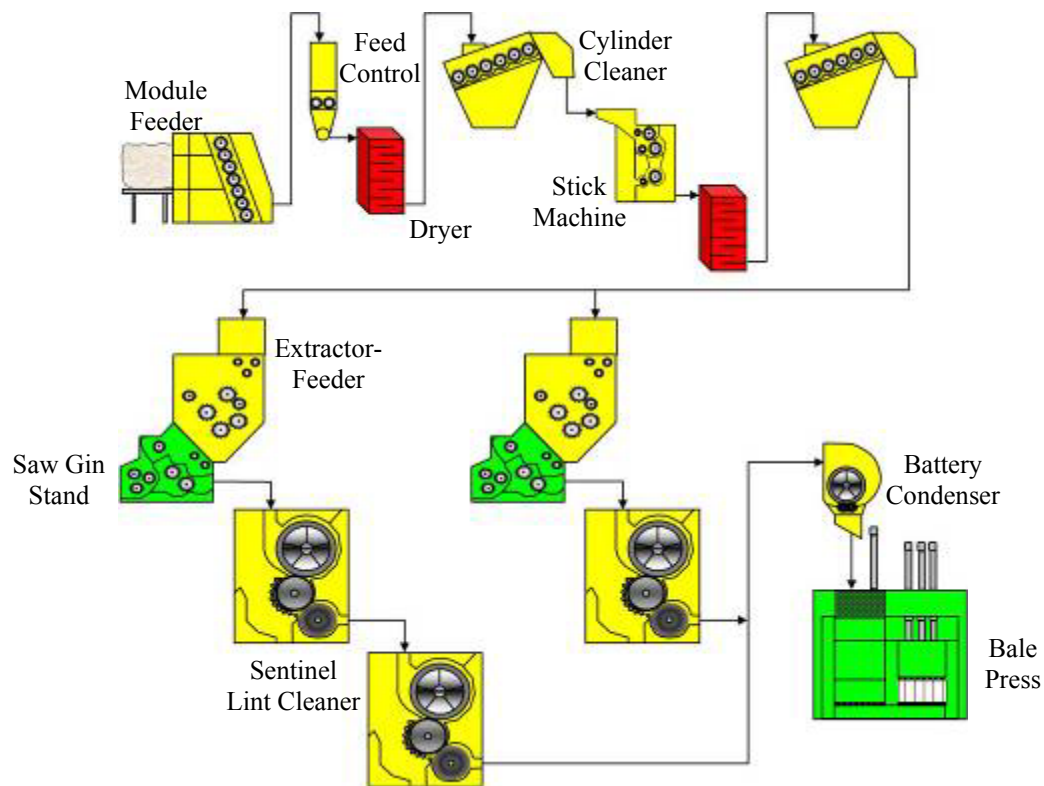 Module
Feeder
Feed
Control
Dryer
Cylinder
Cleaner
Stick
Machine
Extractor-
Feeder
Saw Gin
Stand
Sentinel
Lint Cleaner
Battery
Condenser
Bale
Press